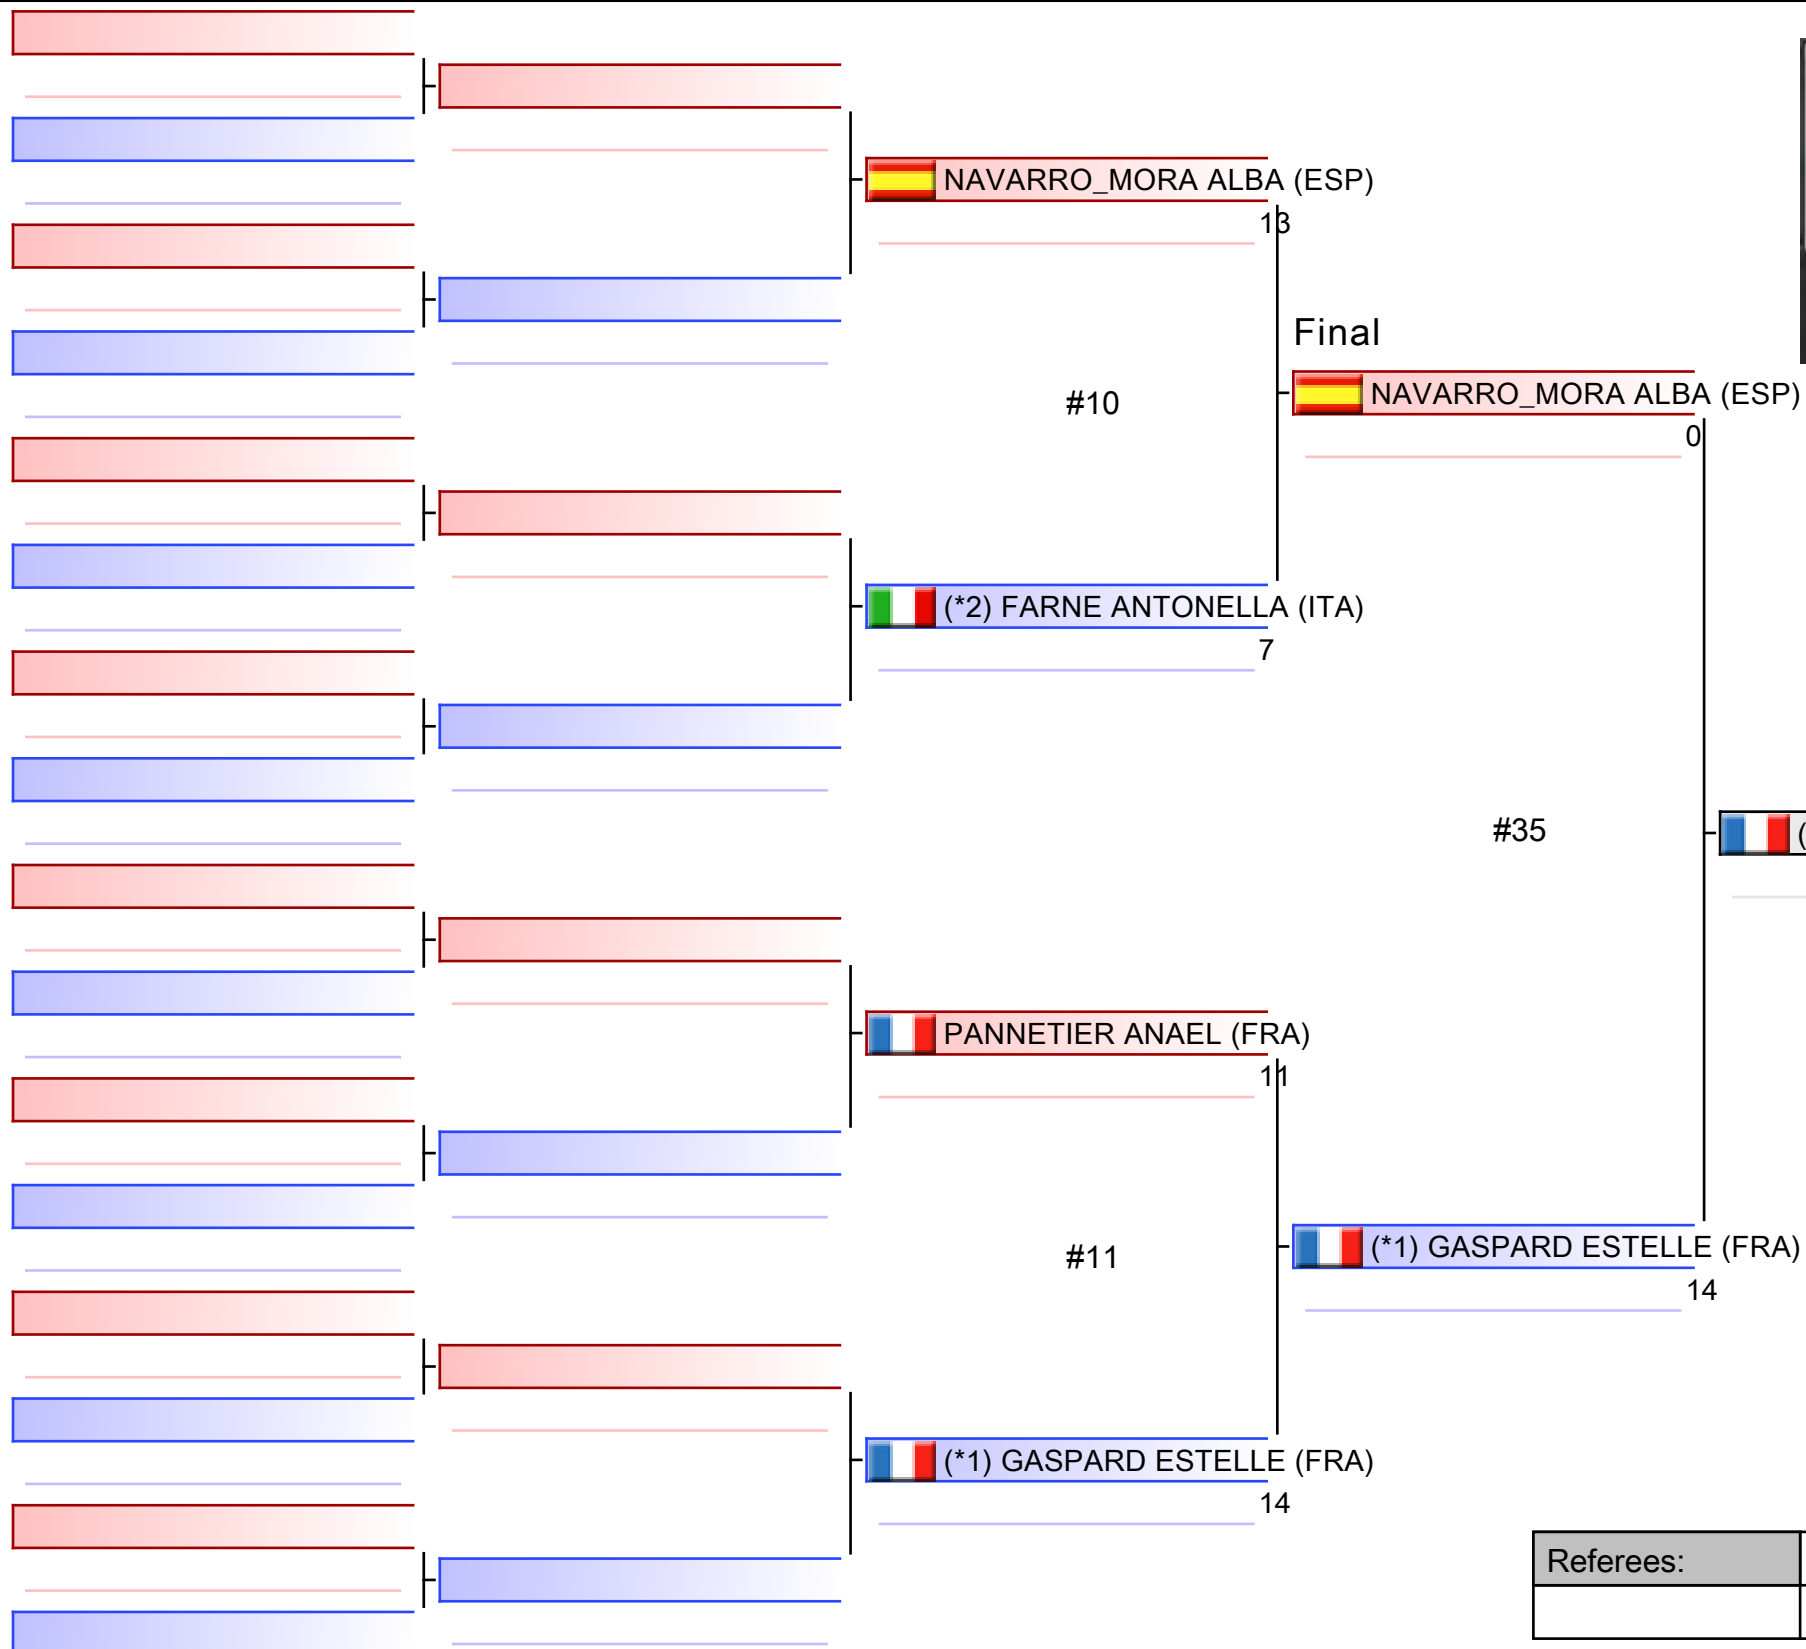 NAVARRO_MORA ALBA (ESP)
13
Final
#10
NAVARRO_MORA ALBA (ESP)
0
(*2) FARNE ANTONELLA (ITA)
7
#35
(
PANNETIER ANAEL (FRA)
11
#11
(*1) GASPARD ESTELLE (FRA)
14
(*1) GASPARD ESTELLE (FRA)
14
Referees: